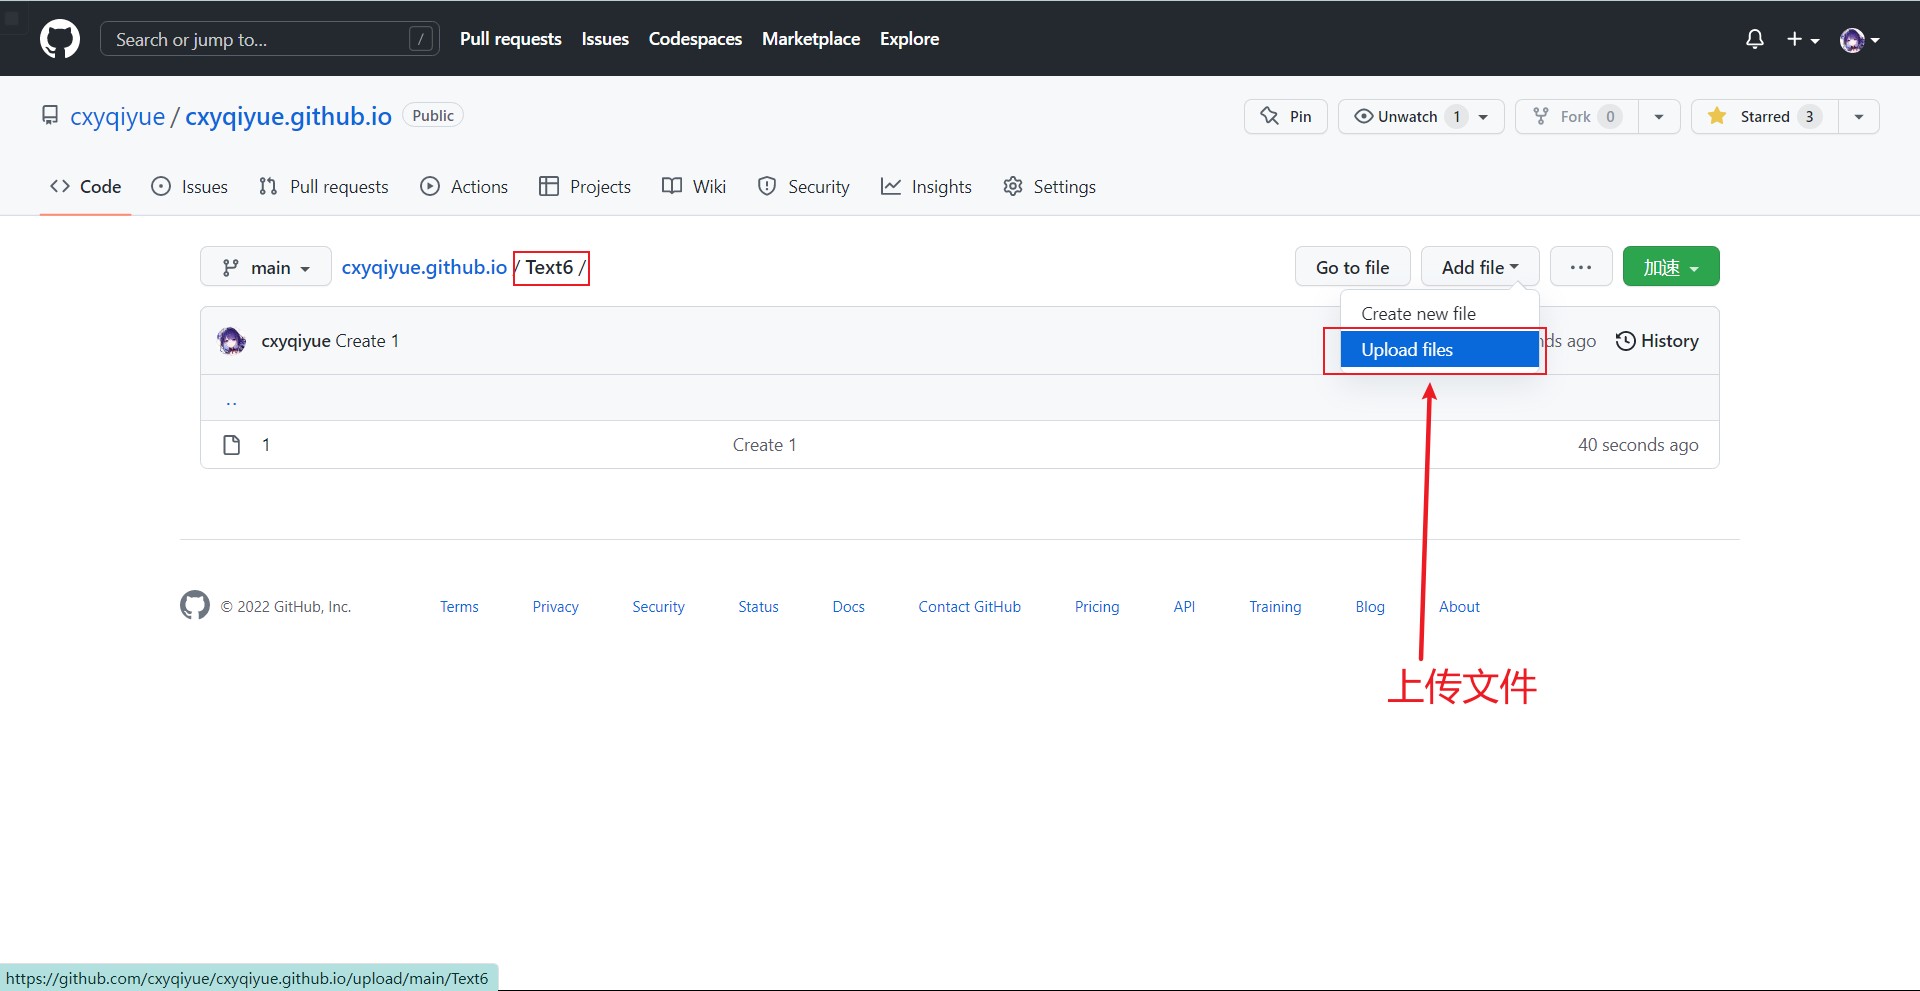 Search or jump to... /
Pull requests Issues Codespaces Marketplace Explore
cxyqiyue / cxyqiyue.github.io Public
Pin Unwatch 1 Fork 0 Starred 3
Code Issues Pull requests Actions Projects Wiki Security Insights Settings
main cxyqiyue.github.io / Text6 / Go to file Add file ··· 加速
Create new file
Upload files
cxyqiyue Create 1 nds ago History
..
1 Create 1 40 seconds ago
© 2022 GitHub, Inc. Terms Privacy Security Status Docs Contact GitHub Pricing API Training Blog About
上传文件
https://github.com/cxyqiyue/cxyqiyue.github.io/upload/main/Text6